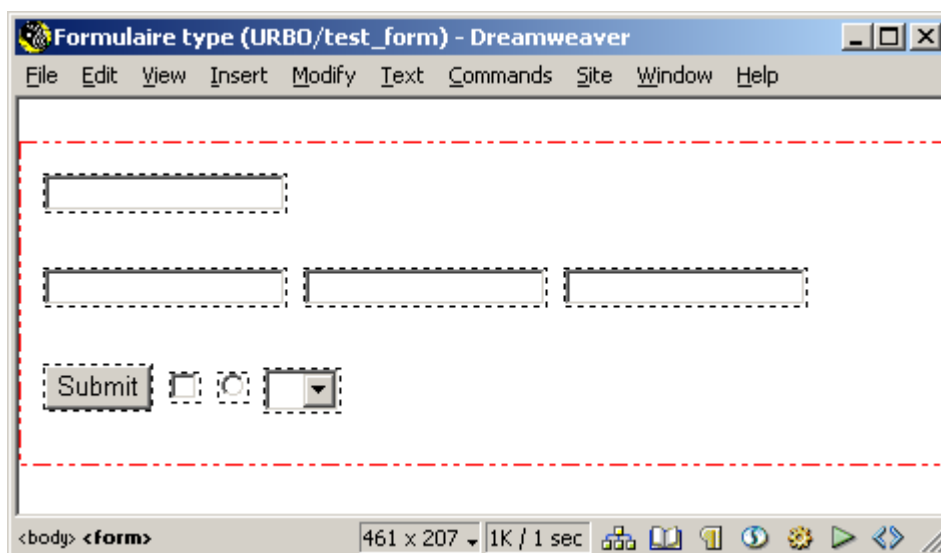 Formulaire type (URBO/test_form) - Dreamweaver
File Edit View Insert Modify Text Commands Site Window Help
Submit
<body> <form> 461 x 207 1K / 1 sec